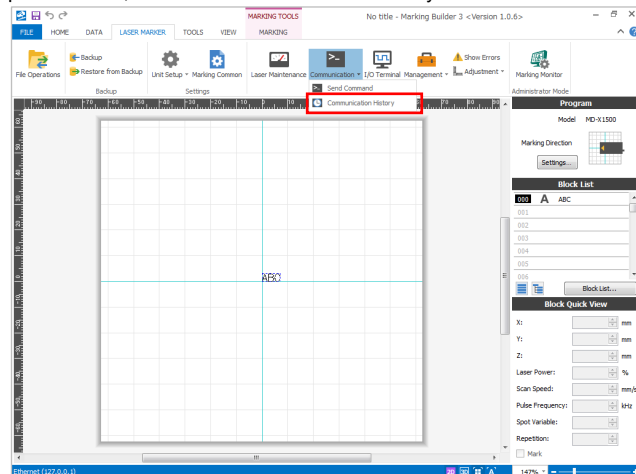 MARKING TOOLS
No title - Marking Builder 3 <Version 1.0.6>
FILE HOME DATA LASER MARKER TOOLS VIEW MARKING
File Operations
Backup
Restore from Backup
Backup
Unit Setup
Marking Common
Settings
Laser Maintenance
Communication
I/O Terminal
Management
Show Errors
Adjustment
Marking Monitor
Administrator Mode
Send Command
Communication History
Program
Model MD-X1500
Marking Direction
Settings...
Block List
000 A ABC
001
002
003
004
005
006
Block List...
ABC
Block Quick View
X: mm
Y: mm
Z: mm
Laser Power: %
Scan Speed: mm/s
Pulse Frequency: kHz
Spot Variable:
Repetition:
Mark
Ethernet (127.0.0.1)
2D 3D
147%